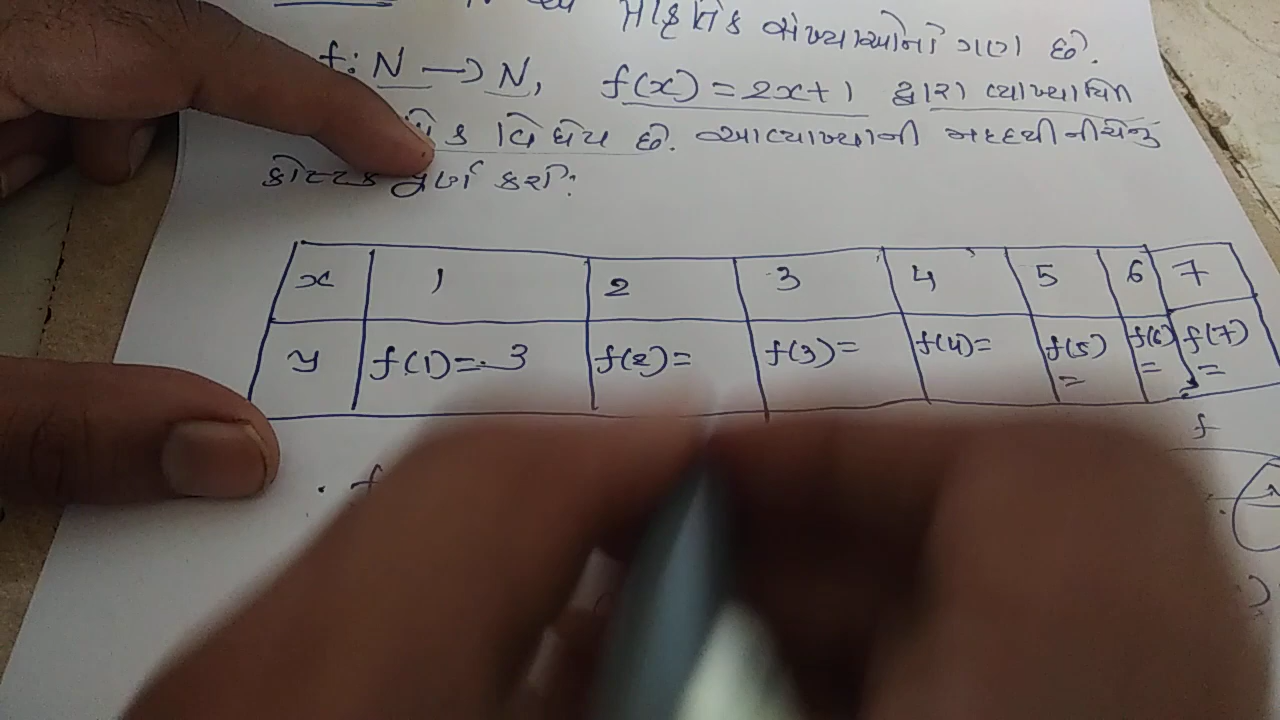 પ્રાકૃતિક સંખ્યાઓનો ગણ છે.
f: N → N, f(x) = 2x+1 દ્વારા વ્યાખ્યાયિત
ક વિધેય છે. આ વ્યાખ્યાની મદદથી નીચેનું
કોષ્ટક પૂર્ણ કરો:
x 1 2 3 4 5 6 7
y f(1)= 3 f(2)= f(3)= f(4)= f(5) = f(6) = f(7) =
f